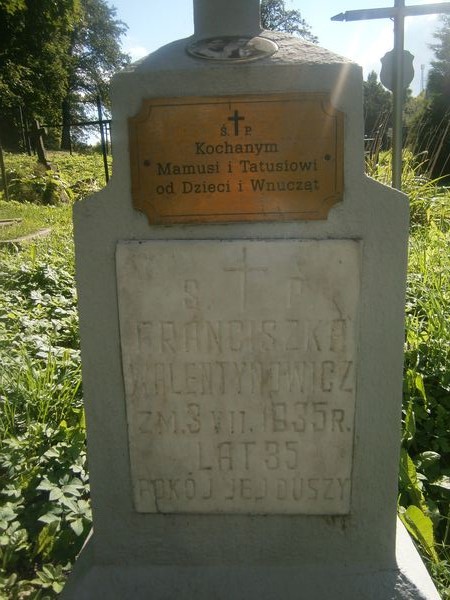 Ś. P.
Kochanym
Mamusi i Tatusiowi
od Dzieci i Wnucząt
Ś. P.
FRANCISZKA
WALENTYNOWICZ
ZM. 3 VII. 1935 R.
LAT 35
POKÓJ JEJ DUSZY